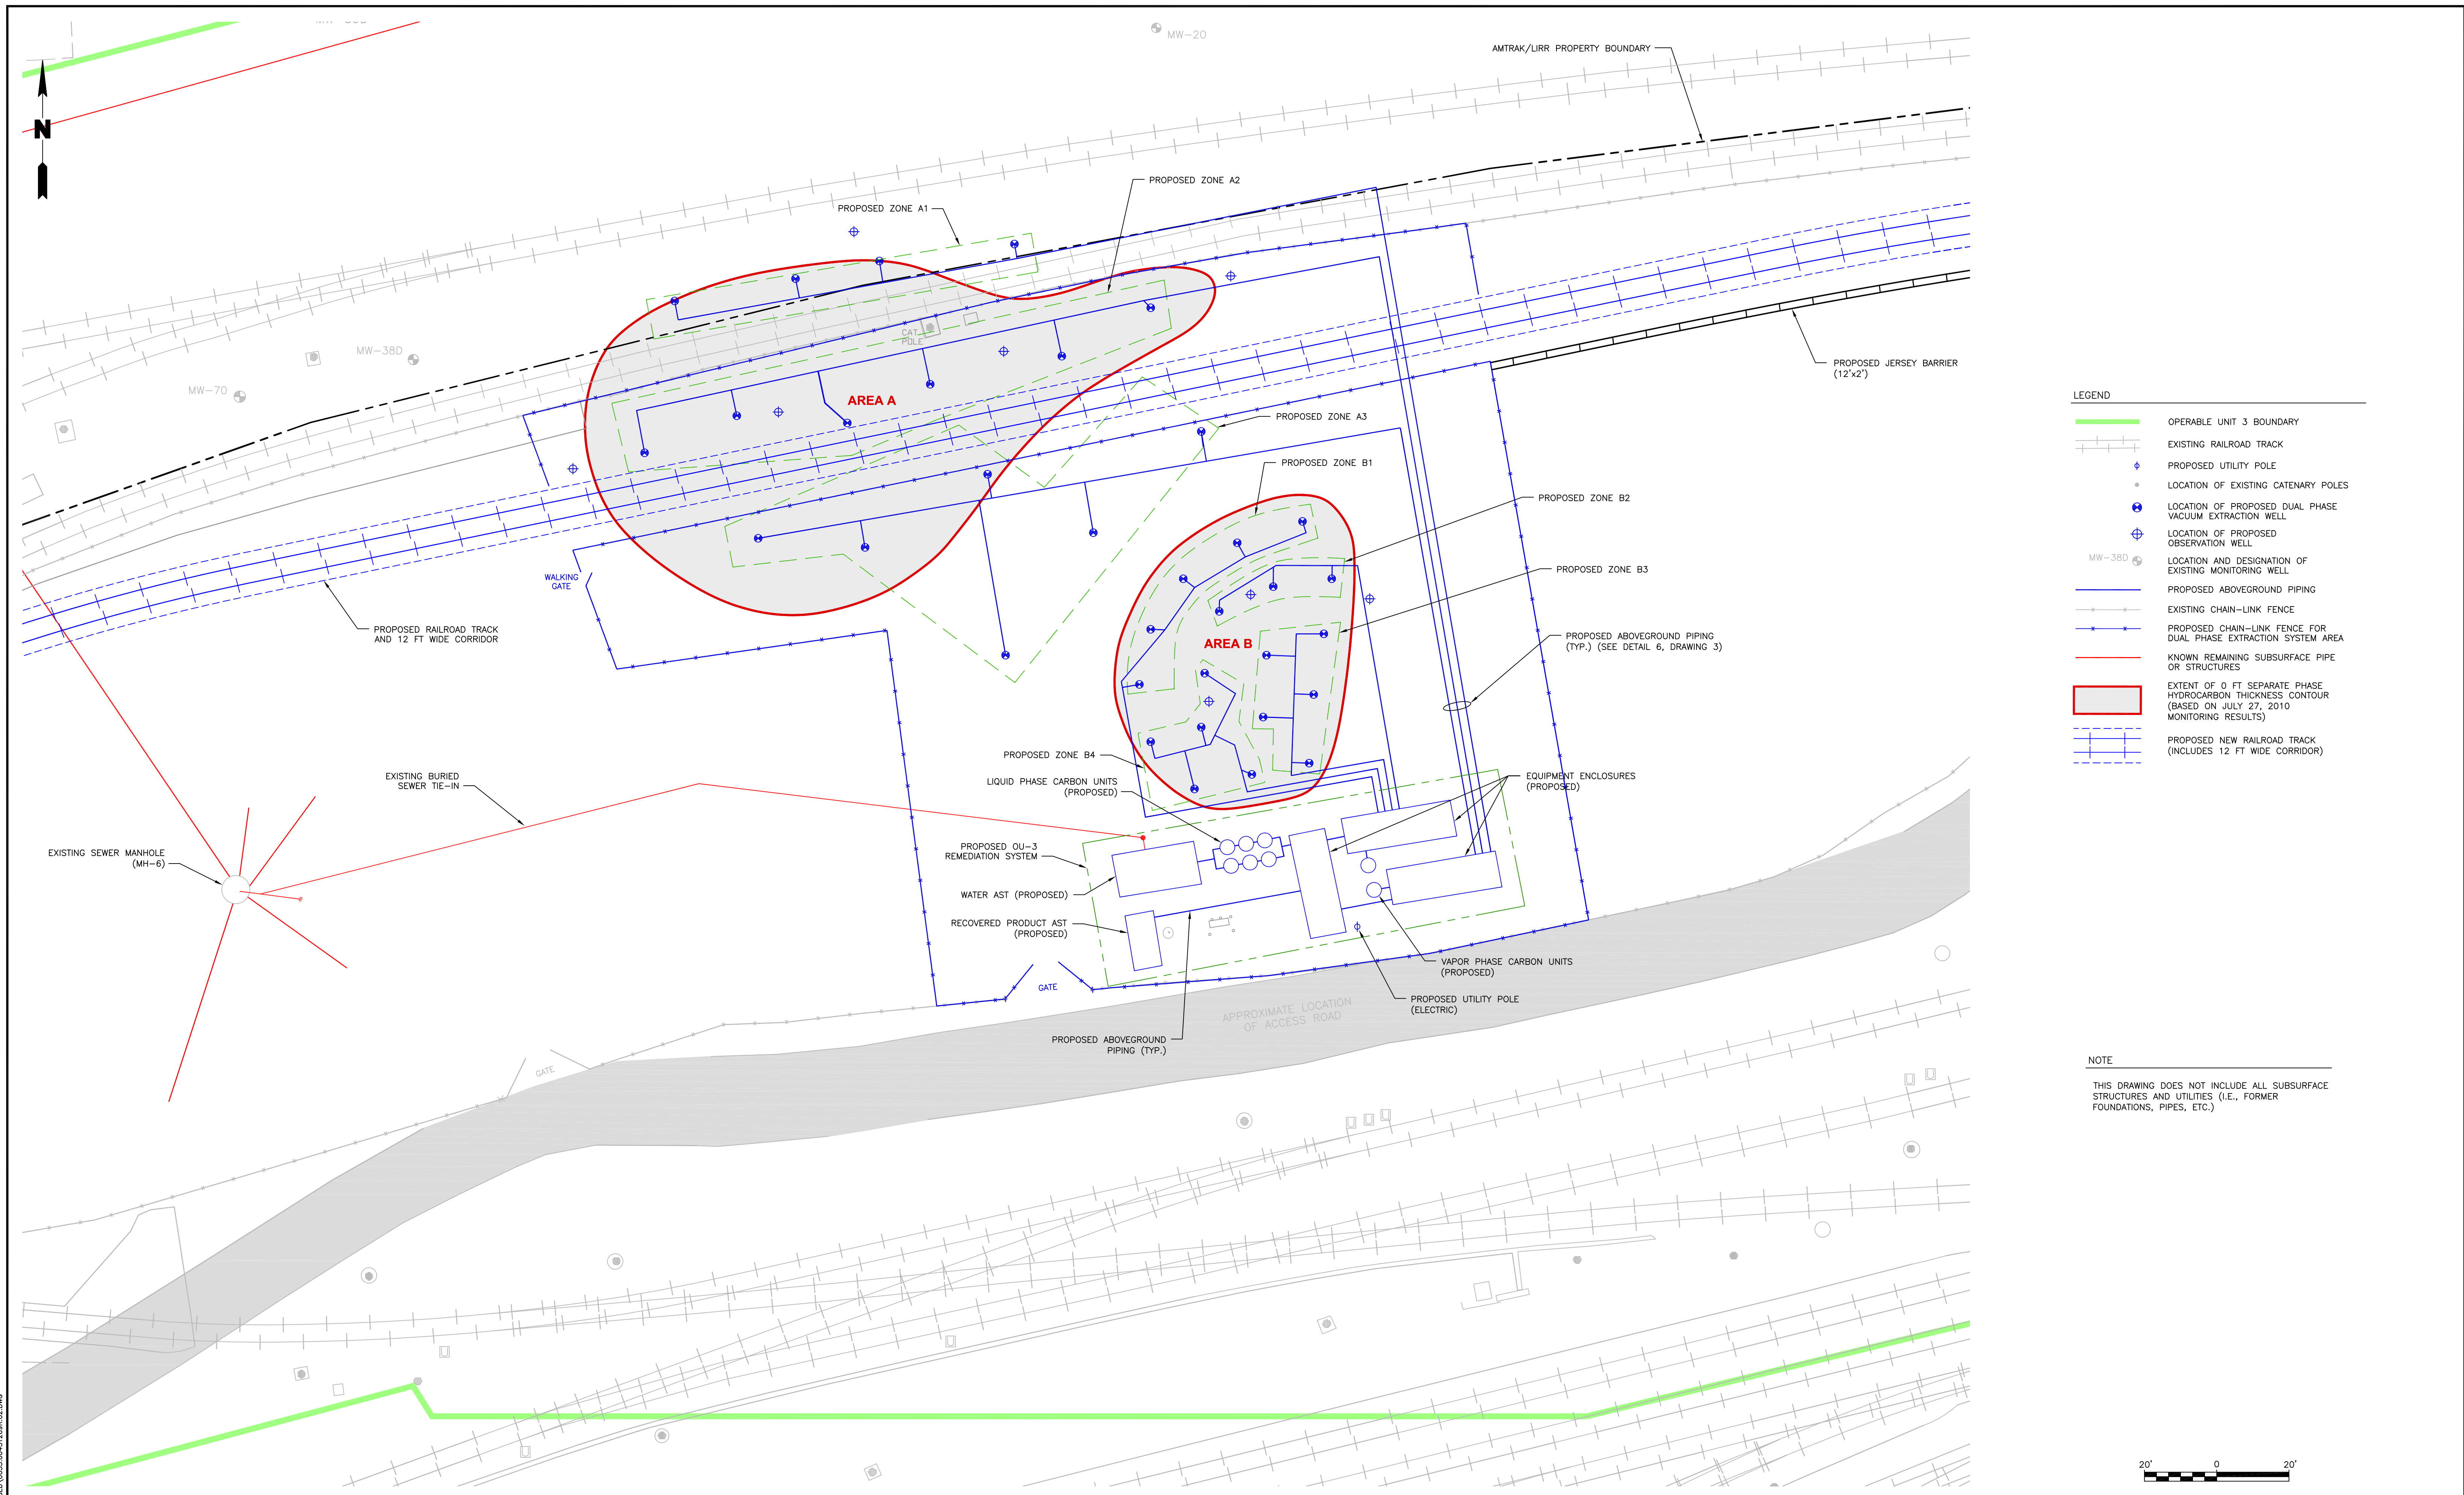 MW-20
AMTRAK/LIRR PROPERTY BOUNDARY
N
PROPOSED ZONE A2
PROPOSED ZONE A1
CAT
POLE
MW-38D
MW-70
AREA A
PROPOSED JERSEY BARRIER
(12'x2')
PROPOSED ZONE A3
PROPOSED ZONE B1
PROPOSED ZONE B2
PROPOSED ZONE B3
WALKING
GATE
PROPOSED RAILROAD TRACK
AND 12 FT WIDE CORRIDOR
AREA B
PROPOSED ABOVEGROUND PIPING
(TYP.) (SEE DETAIL 6, DRAWING 3)
PROPOSED ZONE B4
LIQUID PHASE CARBON UNITS
(PROPOSED)
EQUIPMENT ENCLOSURES
(PROPOSED)
EXISTING BURIED
SEWER TIE-IN
EXISTING SEWER MANHOLE
(MH-6)
PROPOSED OU-3
REMEDIATION SYSTEM
WATER AST (PROPOSED)
RECOVERED PRODUCT AST
(PROPOSED)
VAPOR PHASE CARBON UNITS
(PROPOSED)
GATE
PROPOSED UTILITY POLE
(ELECTRIC)
APPROXIMATE LOCATION
OF ACCESS ROAD
PROPOSED ABOVEGROUND
PIPING (TYP.)
GATE
LEGEND
OPERABLE UNIT 3 BOUNDARY
EXISTING RAILROAD TRACK
PROPOSED UTILITY POLE
LOCATION OF EXISTING CATENARY POLES
LOCATION OF PROPOSED DUAL PHASE
VACUUM EXTRACTION WELL
LOCATION OF PROPOSED
OBSERVATION WELL
MW-38D
LOCATION AND DESIGNATION OF
EXISTING MONITORING WELL
PROPOSED ABOVEGROUND PIPING
EXISTING CHAIN-LINK FENCE
PROPOSED CHAIN-LINK FENCE FOR
DUAL PHASE EXTRACTION SYSTEM AREA
KNOWN REMAINING SUBSURFACE PIPE
OR STRUCTURES
EXTENT OF 0 FT SEPARATE PHASE
HYDROCARBON THICKNESS CONTOUR
(BASED ON JULY 27, 2010
MONITORING RESULTS)
PROPOSED NEW RAILROAD TRACK
(INCLUDES 12 FT WIDE CORRIDOR)
NOTE
THIS DRAWING DOES NOT INCLUDE ALL SUBSURFACE
STRUCTURES AND UTILITIES (I.E., FORMER
FOUNDATIONS, PIPES, ETC.)
20' 0 20'